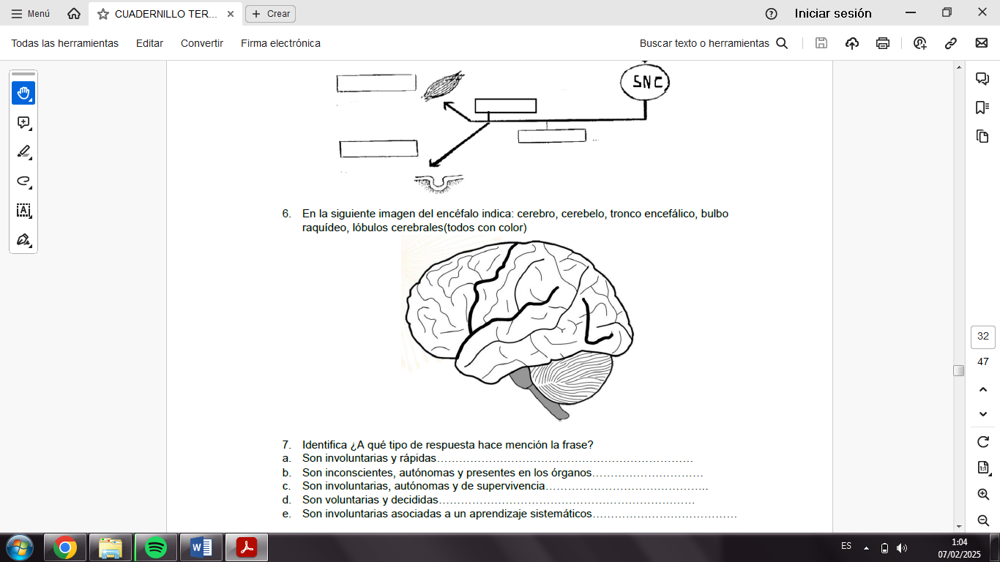 Menú
CUADERNILLO TER...
Crear
Iniciar sesión
Todas las herramientas
Editar
Convertir
Firma electrónica
Buscar texto o herramientas
SNC
6. En la siguiente imagen del encéfalo indica: cerebro, cerebelo, tronco encefálico, bulbo
raquídeo, lóbulos cerebrales(todos con color)
32
47
7. Identifica ¿A qué tipo de respuesta hace mención la frase?
a. Son involuntarias y rápidas……………………………………………………………
b. Son inconscientes, autónomas y presentes en los órganos…………………………
c. Son involuntarias, autónomas y de supervivencia……………………………………..
d. Son voluntarias y decididas……………………………………………………………
e. Son involuntarias asociadas a un aprendizaje sistemáticos…………………………………
1:1
ES
1:04
07/02/2025